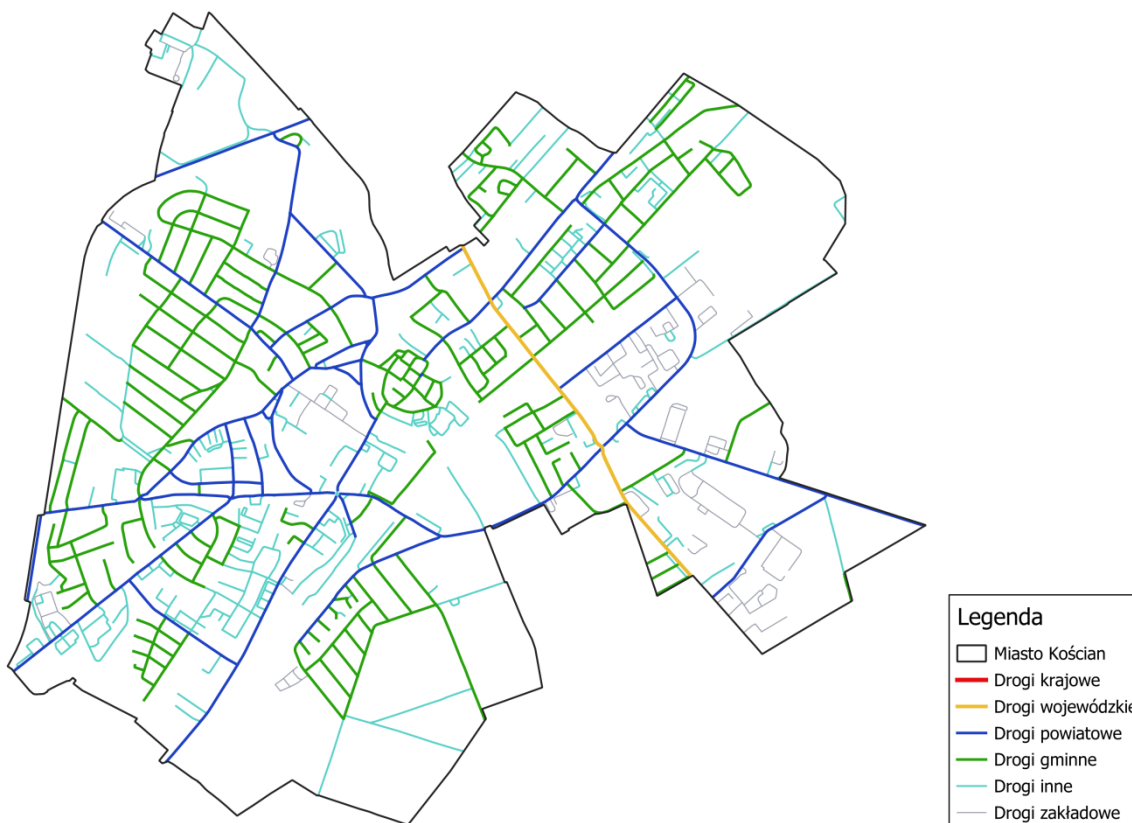 Legenda
Miasto Kościan
Drogi krajowe
Drogi wojewódzkie
Drogi powiatowe
Drogi gminne
Drogi inne
Drogi zakładowe